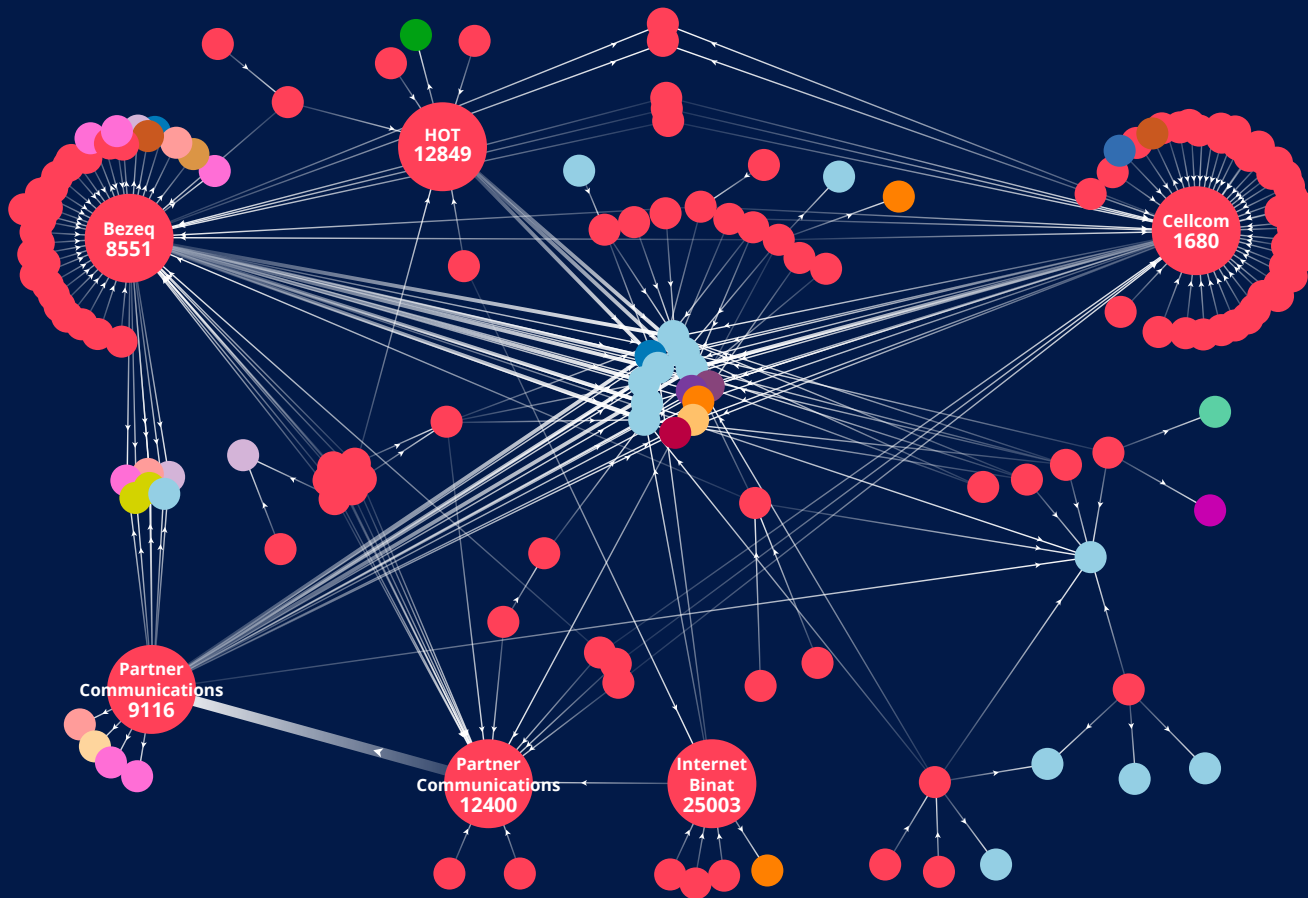 HOT
12849
Bezeq
8551
Cellcom
1680
Partner
Communications
9116
Partner
Communications
12400
Internet
Binat
25003